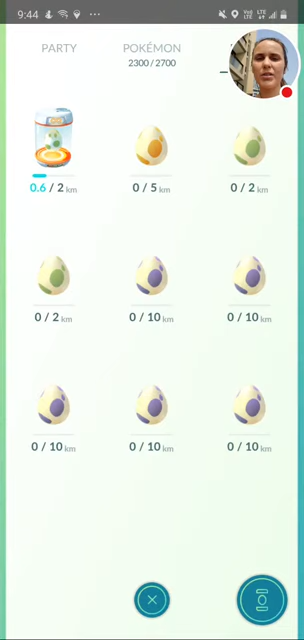 9:44
PARTY POKÉMON
2300 / 2700
0.6 / 2 km 0 / 5 km 0 / 2 km
0 / 2 km 0 / 10 km 0 / 10 km
0 / 10 km 0 / 10 km 0 / 10 km